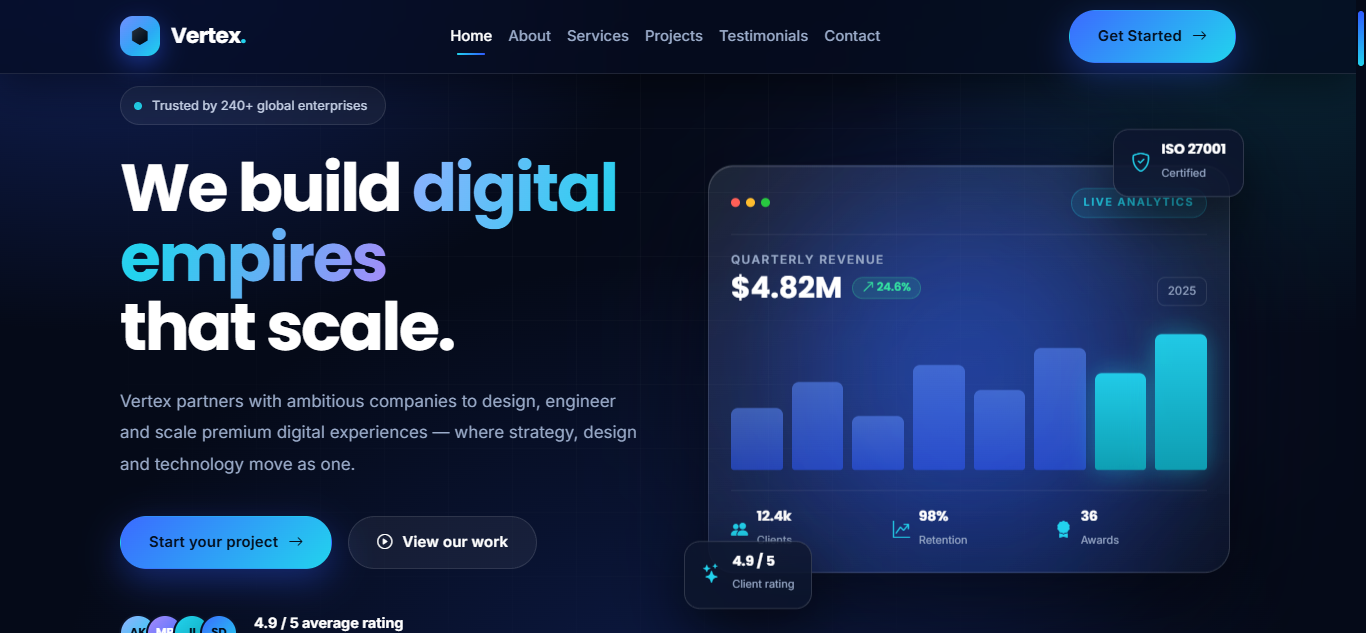 Vertex.
Home About Services Projects Testimonials Contact
Get Started
Trusted by 240+ global enterprises
We build digital
empires
that scale.
Vertex partners with ambitious companies to design, engineer
and scale premium digital experiences — where strategy, design
and technology move as one.
Start your project
View our work
4.9 / 5 average rating
ISO 27001
Certified
LIVE ANALYTICS
QUARTERLY REVENUE
$4.82M
24.6%
2025
12.4k
Clients
98%
Retention
36
Awards
4.9 / 5
Client rating
AK
SD